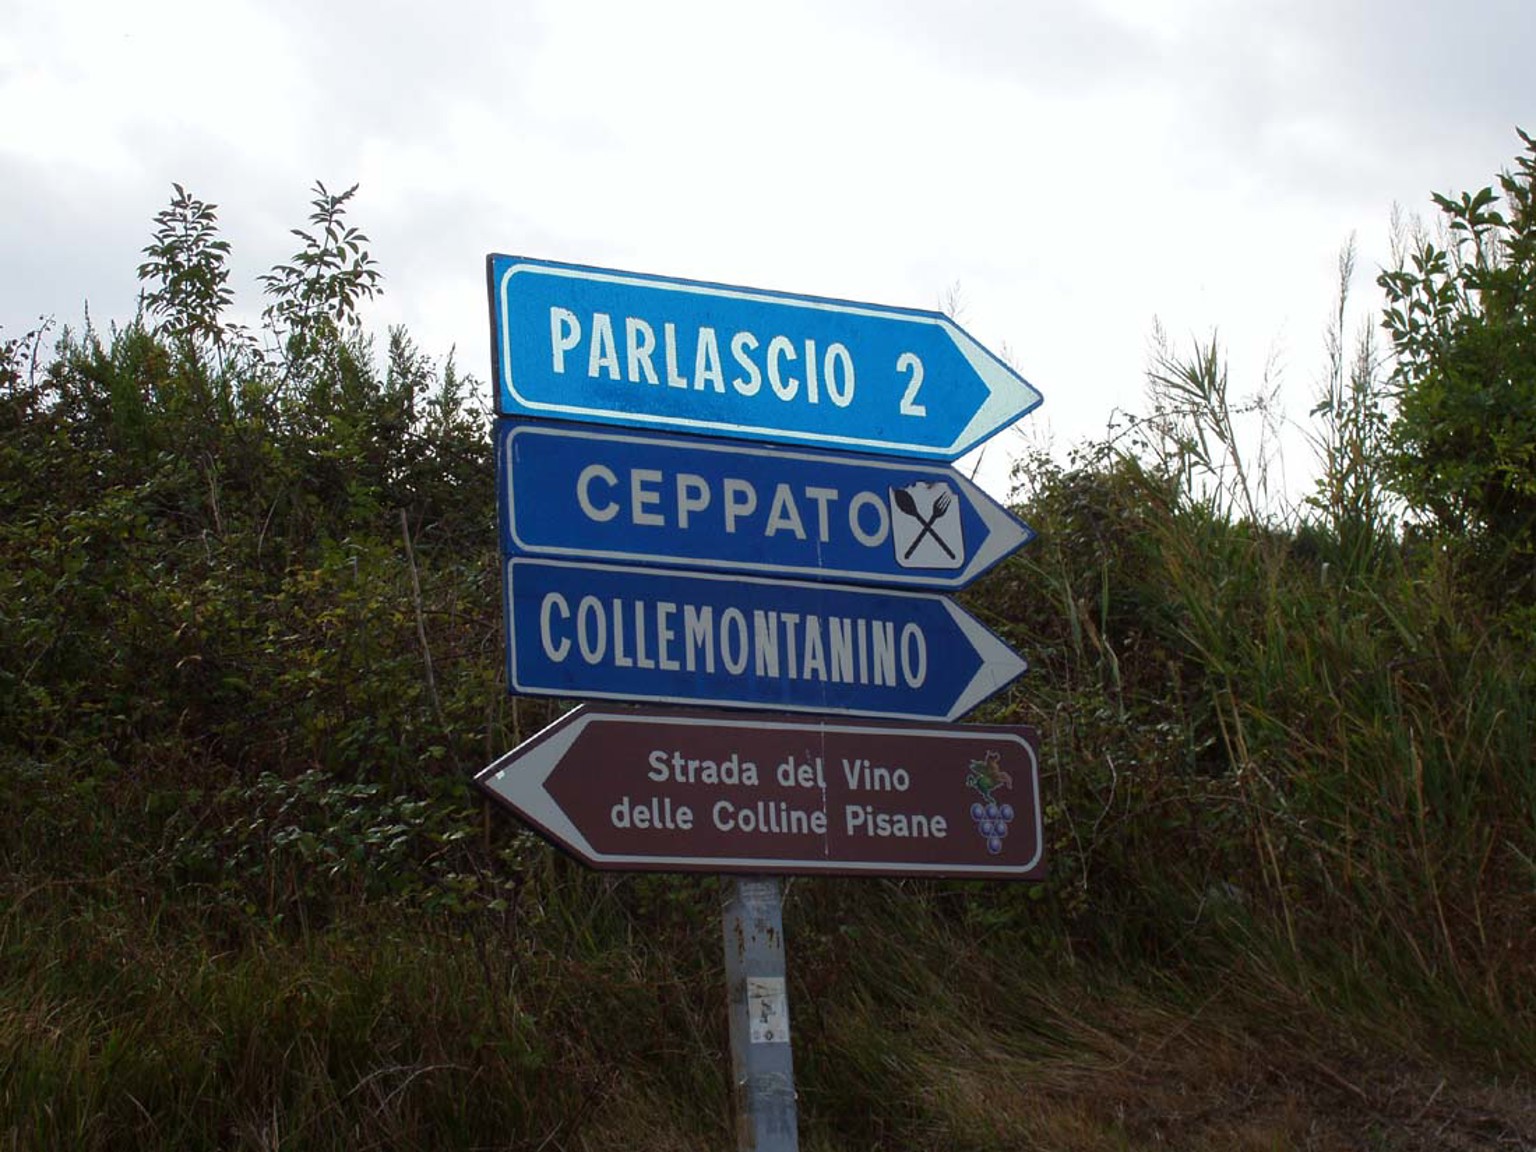 PARLASCIO 2
CEPPATO
COLLEMONTANINO
Strada del Vino
delle Colline Pisane